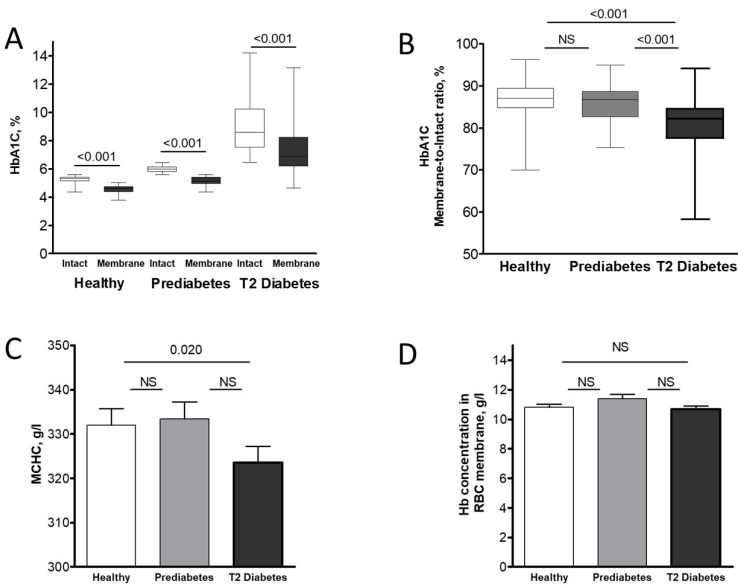 A
HbA1C, %
14
12
10
8
6
4
2
0
<0.001
<0.001
<0.001
Intact Membrane Intact Membrane Intact Membrane
Healthy Prediabetes T2 Diabetes
B
HbA1C
Membrane-to-Intact ratio, %
100
90
80
70
60
50
<0.001
NS <0.001
Healthy Prediabetes T2 Diabetes
C
MCHC, g/l
350
340
330
320
310
300
0.020
NS NS
Healthy Prediabetes T2 Diabetes
D
Hb concentration in
RBC membrane, g/l
14
12
10
8
6
4
2
0
NS
NS NS
Healthy Prediabetes T2 Diabetes